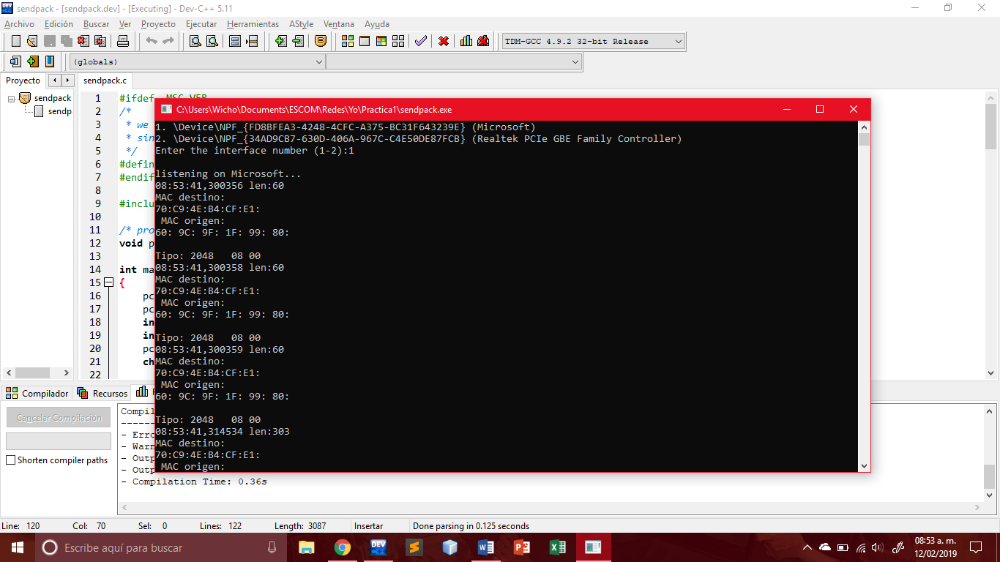 sendpack - [sendpack.dev] - [Executing] - Dev-C++ 5.11
Archivo Edición Buscar Ver Proyecto Ejecutar Herramientas AStyle Ventana Ayuda
TDM-GCC 4.9.2 32-bit Release
(globals)
Proyecto
sendpack.c
sendpack
sendp
1 #ifdef _MSC_VER
2 /*
3 * we
4 * sin
5 */
6 #defin
7 #endif
8
9 #inclu
10
11 /* pro
12 void p
13
14 int ma
15 {
16 pc
17 pc
18 in
19 in
20 pc
21 ch
22
C:\Users\Wicho\Documents\ESCOM\Redes\Yo\Practica1\sendpack.exe
1. \Device\NPF_{FD8BFEA3-4248-4CFC-A375-BC31F643239E} (Microsoft)
2. \Device\NPF_{34AD9CB7-630D-406A-967C-C4E50DE87FCB} (Realtek PCIe GBE Family Controller)
Enter the interface number (1-2):1
listening on Microsoft...
08:53:41,300356 len:60
MAC destino:
70:C9:4E:B4:CF:E1:
MAC origen:
60: 9C: 9F: 1F: 99: 80:
Tipo: 2048 08 00
08:53:41,300358 len:60
MAC destino:
70:C9:4E:B4:CF:E1:
MAC origen:
60: 9C: 9F: 1F: 99: 80:
Tipo: 2048 08 00
08:53:41,300359 len:60
MAC destino:
70:C9:4E:B4:CF:E1:
MAC origen:
60: 9C: 9F: 1F: 99: 80:
Tipo: 2048 08 00
08:53:41,314534 len:303
MAC destino:
70:C9:4E:B4:CF:E1:
MAC origen:
Compilador Recursos
Cancelar Compilación
Shorten compiler paths
Compil
--------
- Erro
- Warn
- Outp
- Outp
- Compilation Time: 0.36s
Line: 120 Col: 70 Sel: 0 Lines: 122 Length: 3087 Insertar Done parsing in 0.125 seconds
Escribe aquí para buscar
08:53 a. m.
12/02/2019